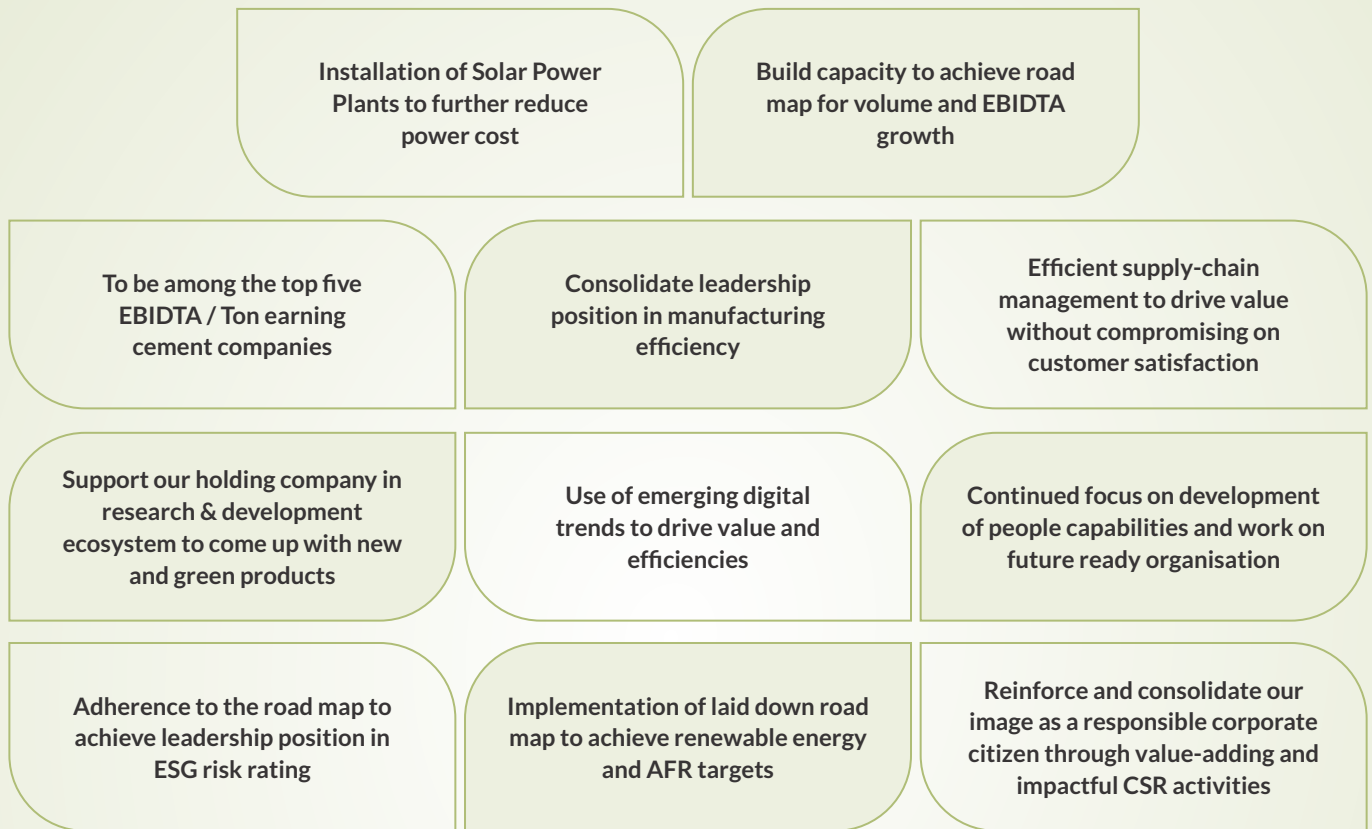 Installation of Solar Power
Plants to further reduce
power cost
Build capacity to achieve road
map for volume and EBIDTA
growth
To be among the top five
EBIDTA / Ton earning
cement companies
Consolidate leadership
position in manufacturing
efficiency
Efficient supply-chain
management to drive value
without compromising on
customer satisfaction
Support our holding company in
research & development
ecosystem to come up with new
and green products
Use of emerging digital
trends to drive value and
efficiencies
Continued focus on development
of people capabilities and work on
future ready organisation
Adherence to the road map to
achieve leadership position in
ESG risk rating
Implementation of laid down road
map to achieve renewable energy
and AFR targets
Reinforce and consolidate our
image as a responsible corporate
citizen through value-adding and
impactful CSR activities